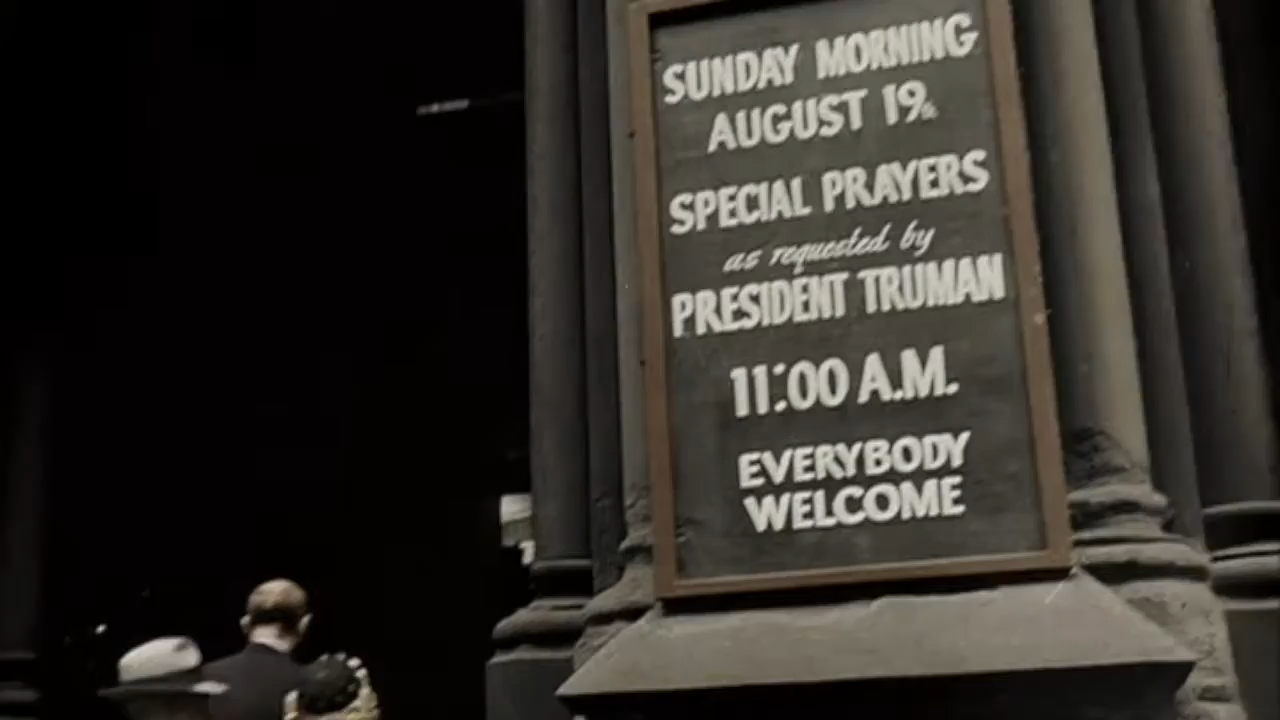 SUNDAY MORNING
AUGUST 19th
SPECIAL PRAYERS
as requested by
PRESIDENT TRUMAN
11:00 A.M.
EVERYBODY
WELCOME